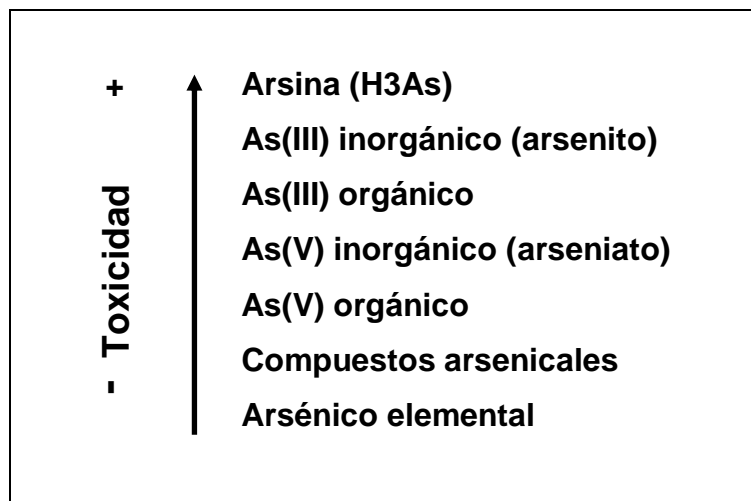 +
- Toxicidad
Arsina (H3As)
As(III) inorgánico (arsenito)
As(III) orgánico
As(V) inorgánico (arseniato)
As(V) orgánico
Compuestos arsenicales
Arsénico elemental